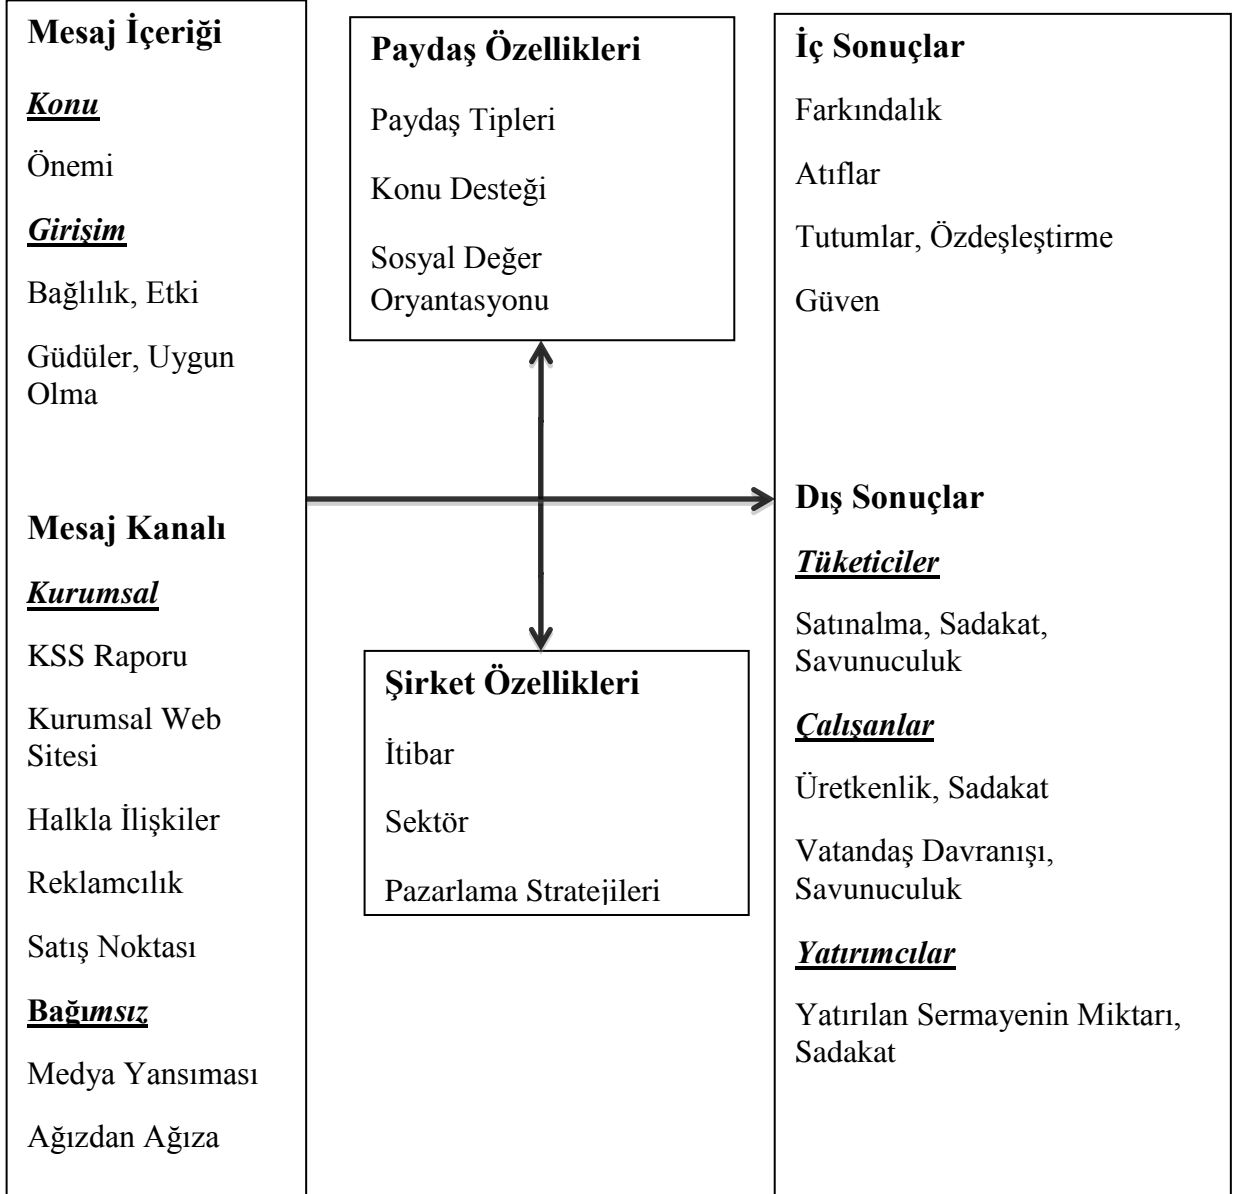 Mesaj İçeriği
Konu
Önemi
Girişim
Bağlılık, Etki
Güdüler, Uygun
Olma
Mesaj Kanalı
Kurumsal
KSS Raporu
Kurumsal Web
Sitesi
Halkla İlişkiler
Reklamcılık
Satış Noktası
Bağımsız
Medya Yansıması
Ağızdan Ağıza
Paydaş Özellikleri
Paydaş Tipleri
Konu Desteği
Sosyal Değer
Oryantasyonu
Şirket Özellikleri
İtibar
Sektör
Pazarlama Stratejileri
İç Sonuçlar
Farkındalık
Atıflar
Tutumlar, Özdeşleştirme
Güven
Dış Sonuçlar
Tüketiciler
Satınalma, Sadakat,
Savunuculuk
Çalışanlar
Üretkenlik, Sadakat
Vatandaş Davranışı,
Savunuculuk
Yatırımcılar
Yatırılan Sermayenin Miktarı,
Sadakat